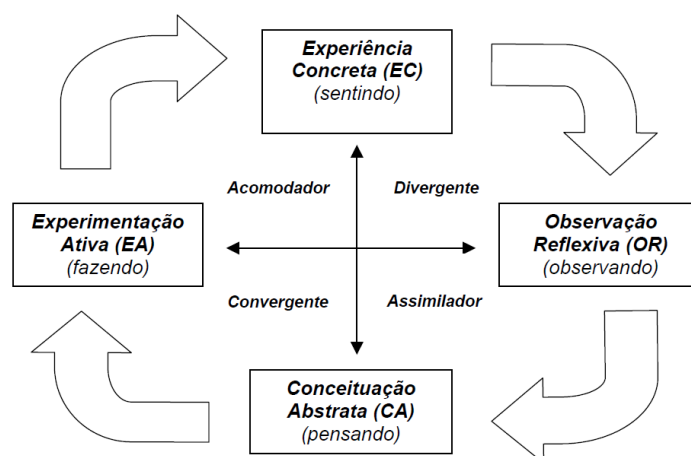 Experiência
Concreta (EC)
(sentindo)
Acomodador
Divergente
Experimentação
Ativa (EA)
(fazendo)
Observação
Reflexiva (OR)
(observando)
Convergente
Assimilador
Conceituação
Abstrata (CA)
(pensando)